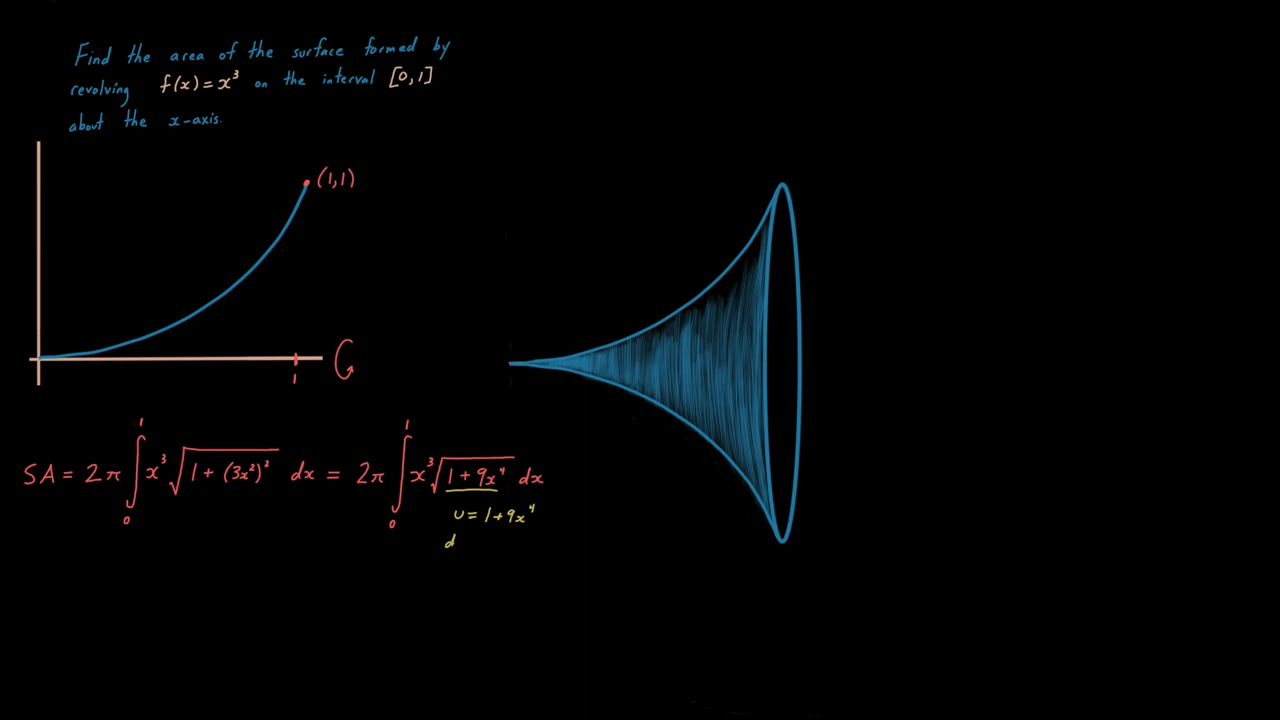 Find the area of the surface formed by
revolving f(x) = x³ on the interval [0,1]
about the x-axis.
(1,1)
1
SA = 2π ∫₀¹ x³ √(1 + (3x²)²) dx = 2π ∫₀¹ x³ √(1 + 9x⁴) dx
u = 1 + 9x⁴
d